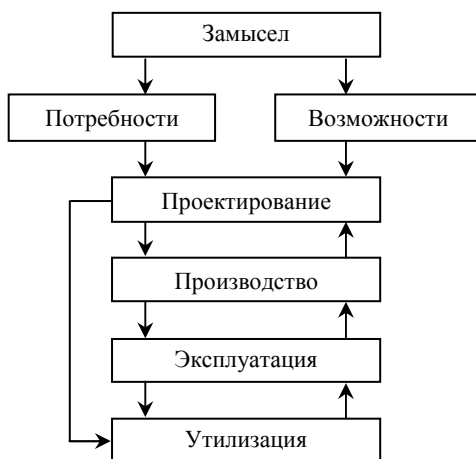 Замысел
Потребности
Возможности
Проектирование
Производство
Эксплуатация
Утилизация